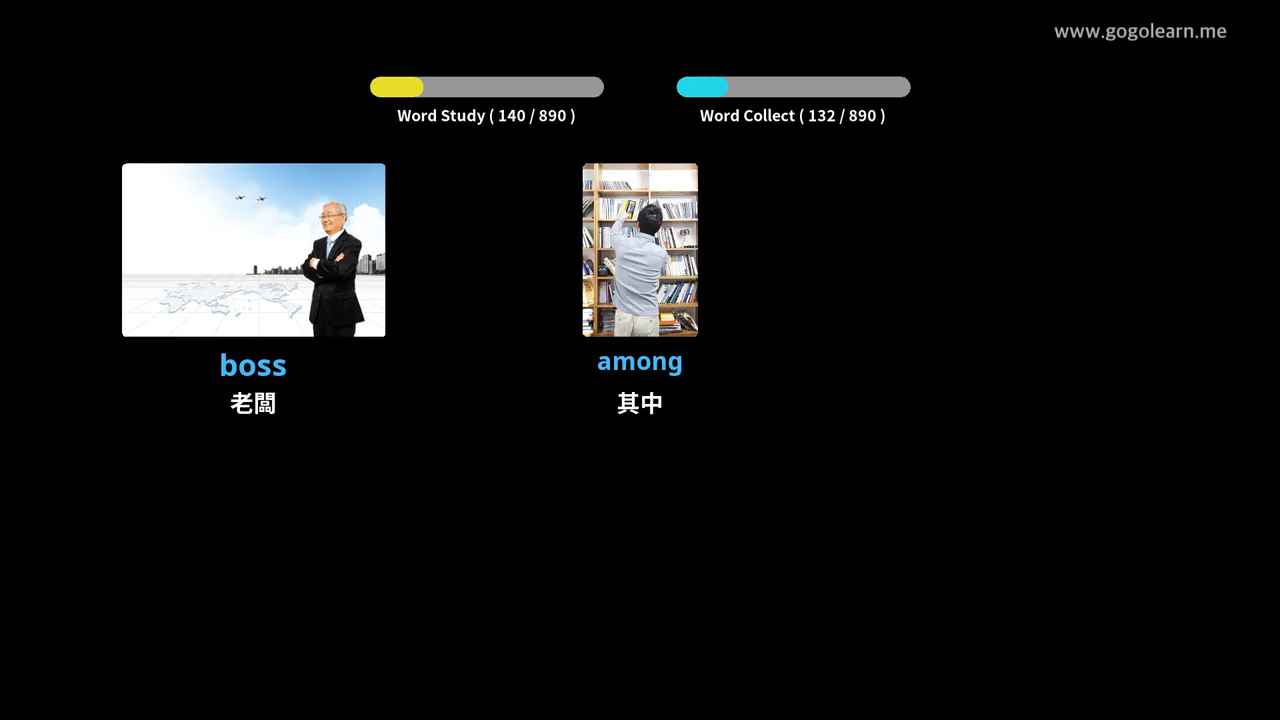 www.gogolearn.me
Word Study ( 140 / 890 )
Word Collect ( 132 / 890 )
boss
老闆
among
其中